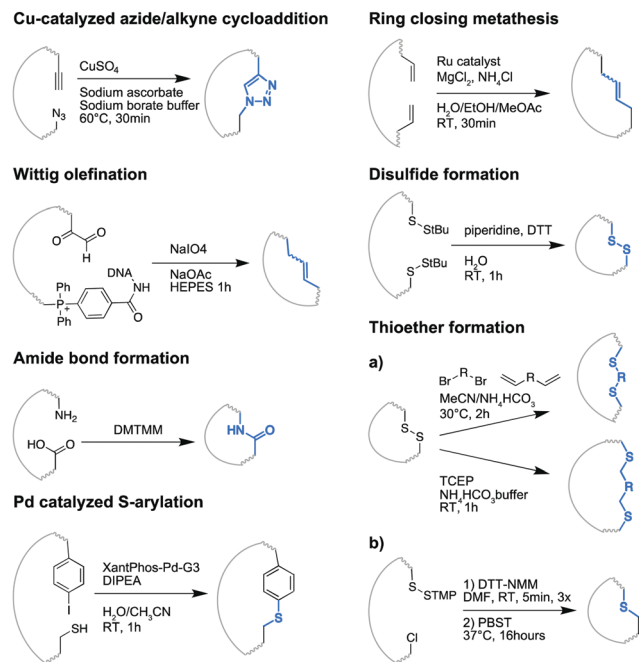 Cu-catalyzed azide/alkyne cycloaddition
CuSO4
Sodium ascorbate
Sodium borate buffer
60°C, 30min
N3
N
N
N
Wittig olefination
O
O
H
Ph
P
+
Ph
DNA
NH
O
NaIO4
NaOAc
HEPES 1h
Amide bond formation
NH2
HO
O
DMTMM
HN
O
Pd catalyzed S-arylation
I
SH
XantPhos-Pd-G3
DIPEA
H2O/CH3CN
RT, 1h
S
Ring closing metathesis
Ru catalyst
MgCl2, NH4Cl
H2O/EtOH/MeOAc
RT, 30min
Disulfide formation
S
StBu
S
StBu
piperidine, DTT
H2O
RT, 1h
S
S
Thioether formation
a)
S
S
Br
R
Br
R
MeCN/NH4HCO3
30°C, 2h
S
R
S
TCEP
NH4HCO3buffer
RT, 1h
S
R
S
b)
S
STMP
Cl
1) DTT-NMM
DMF, RT, 5min, 3x
2) PBST
37°C, 16hours
S